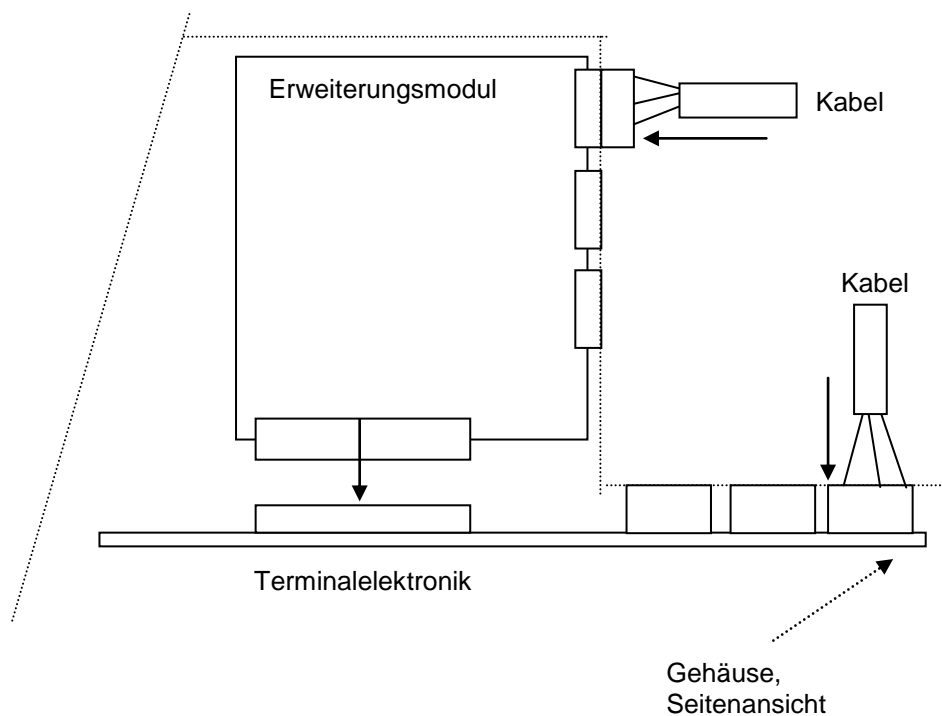 Erweiterungsmodul
Kabel
Kabel
Terminalelektronik
Gehäuse,
Seitenansicht